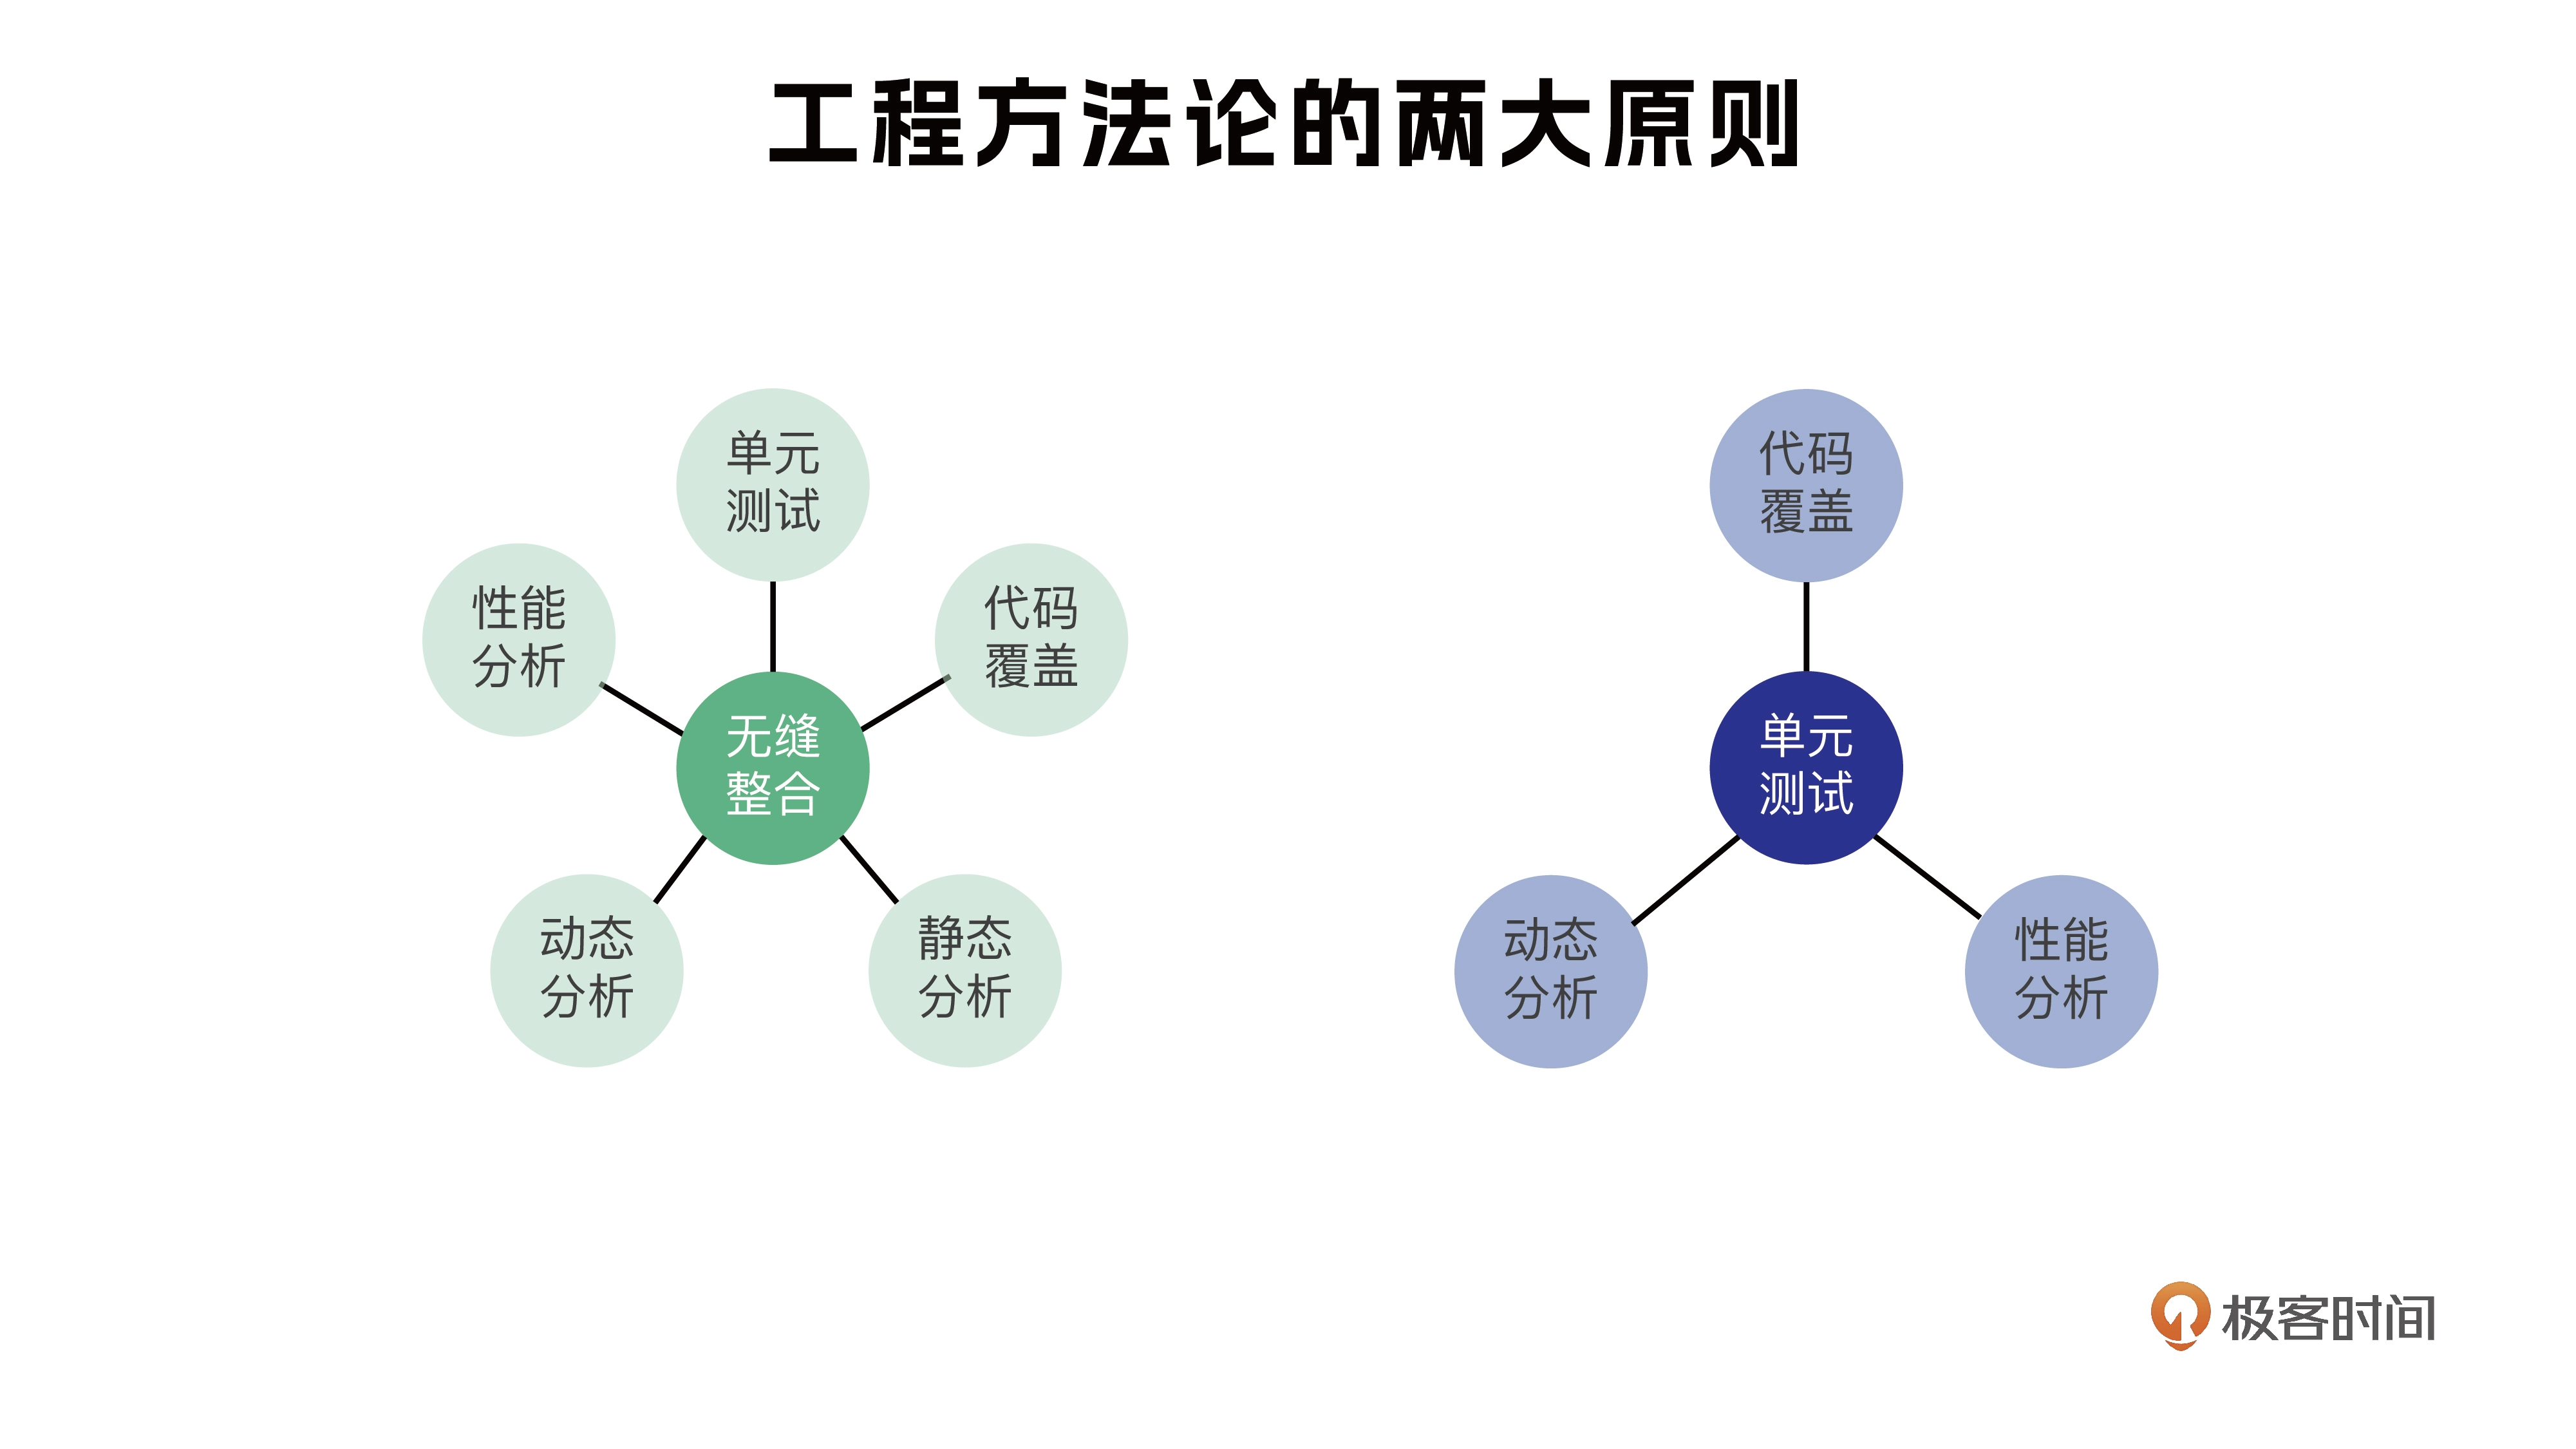 工程方法论的两大原则
单元
测试
性能
分析
代码
覆盖
无缝
整合
动态
分析
静态
分析
代码
覆盖
单元
测试
动态
分析
性能
分析
极客时间